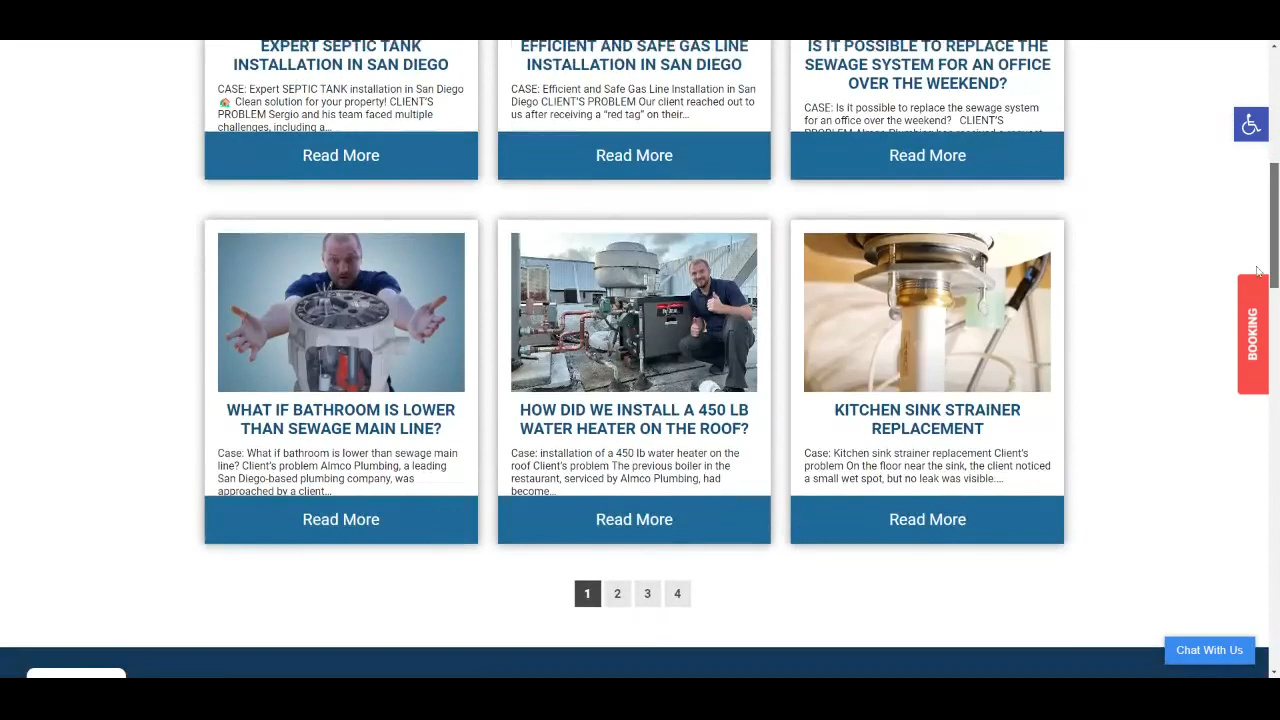 EXPERT SEPTIC TANK
INSTALLATION IN SAN DIEGO
CASE: Expert SEPTIC TANK installation in San Diego
🏠 Clean solution for your property! CLIENT'S
PROBLEM Sergio and his team faced multiple
challenges, including a...
Read More
EFFICIENT AND SAFE GAS LINE
INSTALLATION IN SAN DIEGO
CASE: Efficient and Safe Gas Line Installation in San
Diego CLIENT'S PROBLEM Our client reached out to
us after receiving a “red tag” on their...
Read More
IS IT POSSIBLE TO REPLACE THE
SEWAGE SYSTEM FOR AN OFFICE
OVER THE WEEKEND?
CASE: Is it possible to replace the sewage system
for an office over the weekend? CLIENT'S
PROBLEM Almco Plumbing has received a request
Read More
WHAT IF BATHROOM IS LOWER
THAN SEWAGE MAIN LINE?
Case: What if bathroom is lower than sewage main
line? Client's problem Almco Plumbing, a leading
San Diego-based plumbing company, was
approached by a client...
Read More
HOW DID WE INSTALL A 450 LB
WATER HEATER ON THE ROOF?
Case: installation of a 450 lb water heater on the
roof Client's problem The previous boiler in the
restaurant, serviced by Almco Plumbing, had
become...
Read More
KITCHEN SINK STRAINER
REPLACEMENT
Case: Kitchen sink strainer replacement Client's
problem On the floor near the sink, the client noticed
a small wet spot, but no leak was visible....
Read More
BOOKING
1 2 3 4
Chat With Us